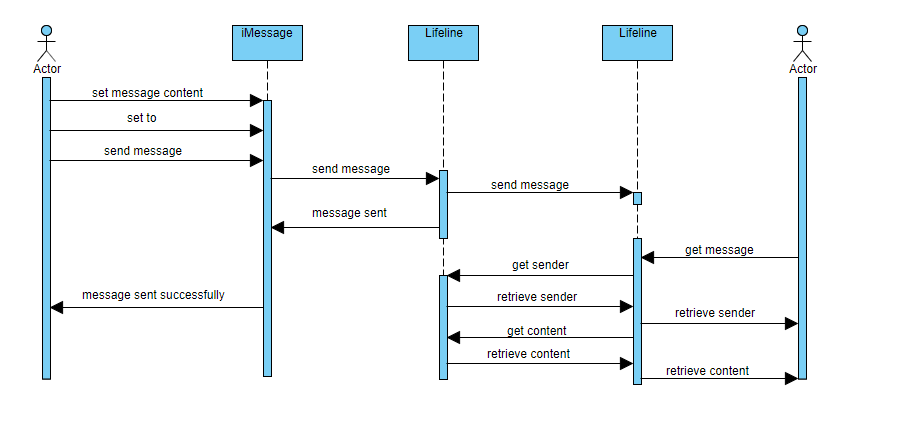 iMessage
Lifeline
Lifeline
Actor
Actor
set message content
set to
send message
send message
send message
message sent
get message
get sender
message sent successfully
retrieve sender
retrieve sender
get content
retrieve content
retrieve content